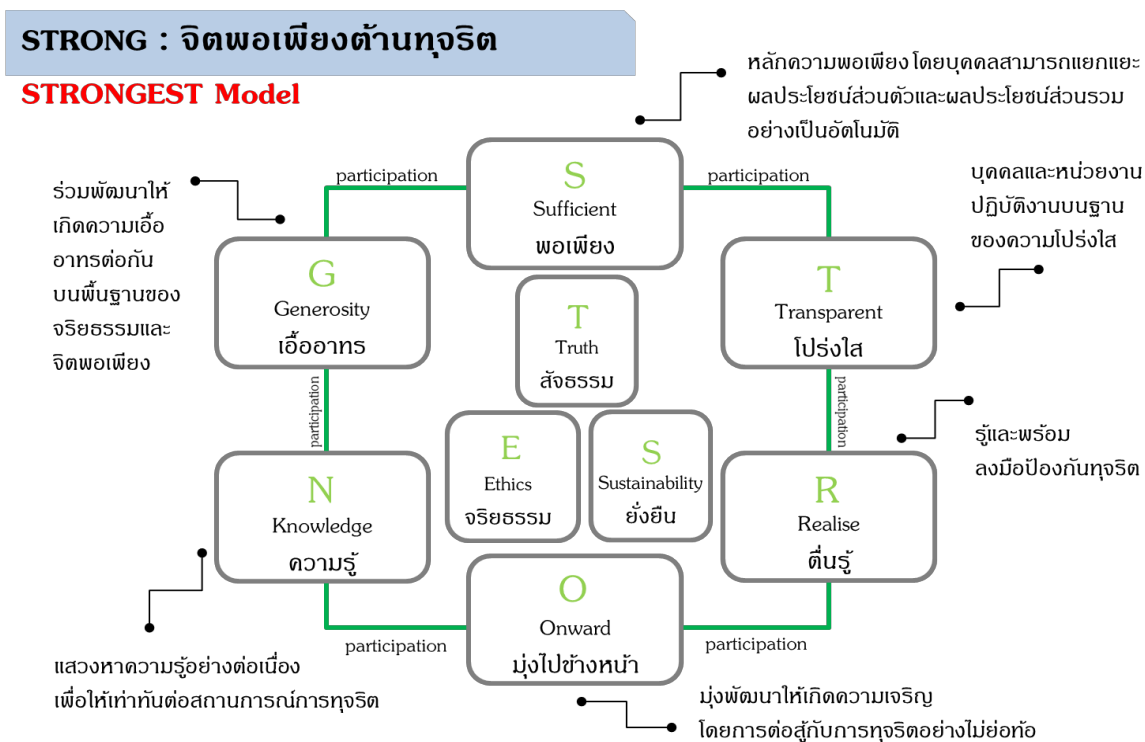 STRONG : จิตพอเพียงต้านทุจริต
STRONGEST Model
หลักความพอเพียง โดยบุคคลสามารถแยกแยะ
ผลประโยชน์ส่วนตัวและผลประโยชน์ส่วนรวม
อย่างเป็นอัตโนมัติ
participation
S
Sufficient
พอเพียง
participation
บุคคลและหน่วยงาน
ปฏิบัติงานบนฐาน
ของความโปร่งใส
ร่วมพัฒนาให้
เกิดความเอื้อ
อาทรต่อกัน
บนพื้นฐานของ
จริยธรรมและ
จิตพอเพียง
G
Generosity
เอื้ออาทร
T
Truth
สัจธรรม
T
Transparent
โปร่งใส
participation
participation
รู้และพร้อม
ลงมือป้องกันทุจริต
N
Knowledge
ความรู้
E
Ethics
จริยธรรม
S
Sustainability
ยั่งยืน
R
Realise
ตื่นรู้
O
Onward
มุ่งไปข้างหน้า
participation
participation
แสวงหาความรู้อย่างต่อเนื่อง
เพื่อให้เท่าทันต่อสถานการณ์การทุจริต
มุ่งพัฒนาให้เกิดความเจริญ
โดยการต่อสู้กับการทุจริตอย่างไม่ย่อท้อ